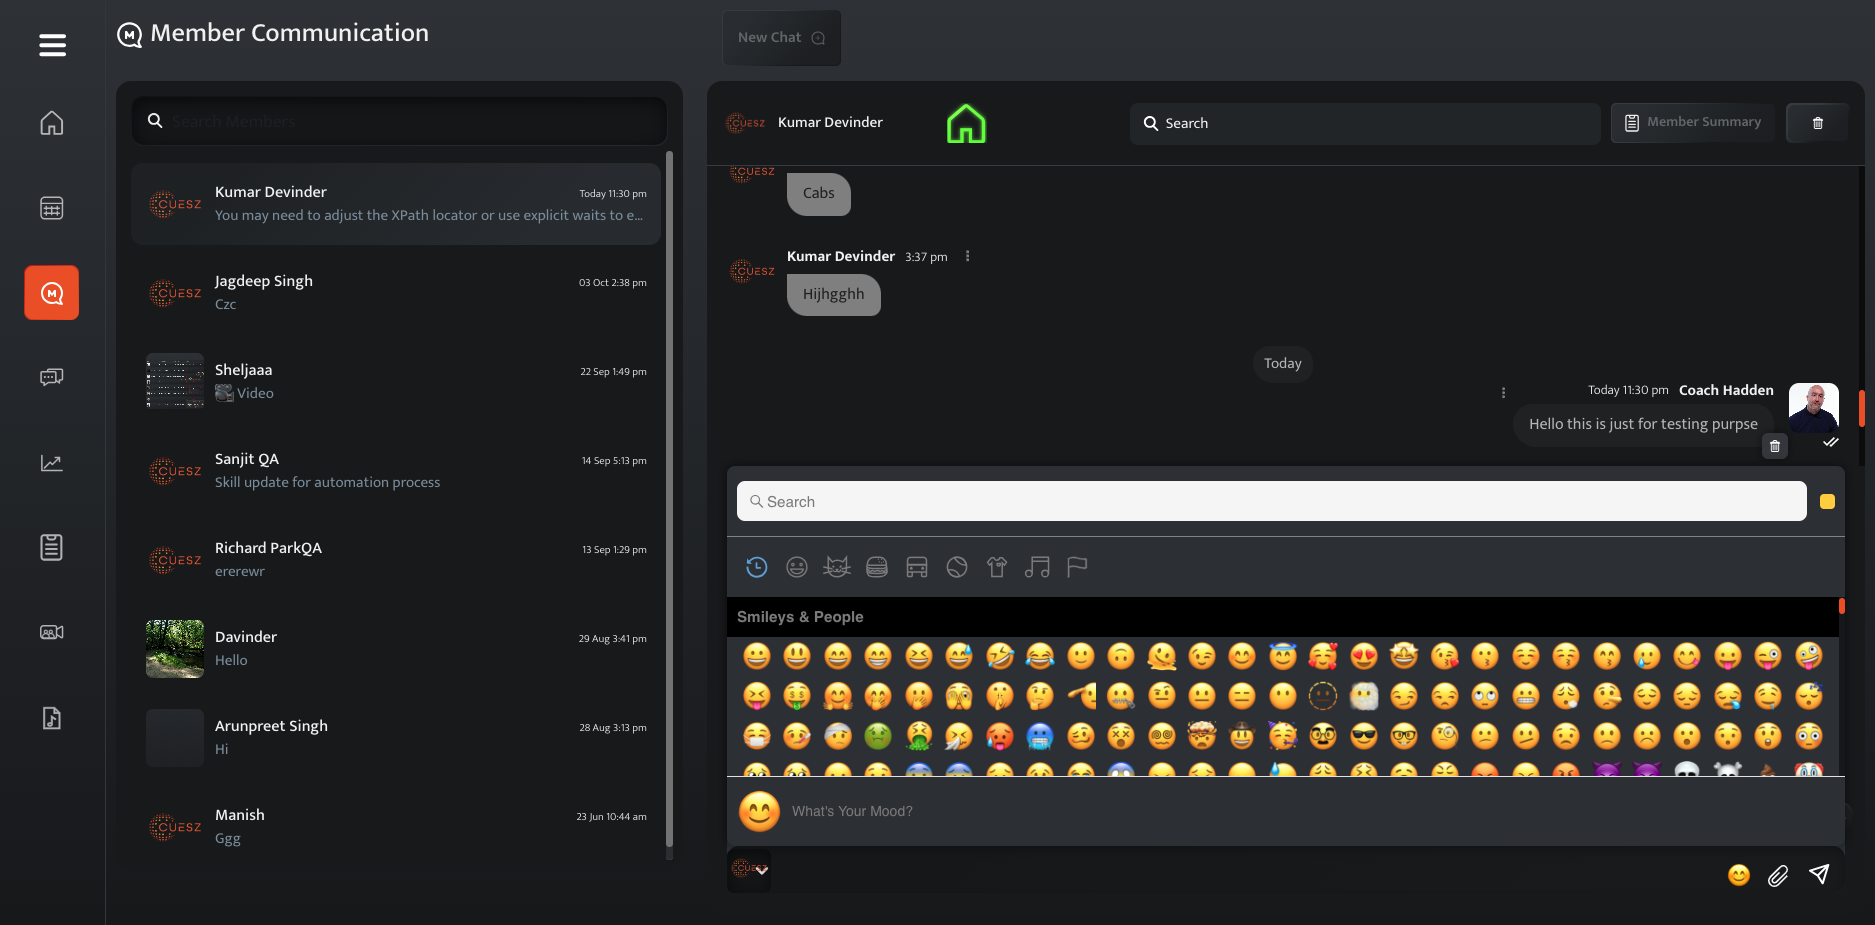 Member Communication
New Chat
Search Members
Kumar Devinder
Today 11:30 pm
You may need to adjust the XPath locator or use explicit waits to e...
Jagdeep Singh
03 Oct 2:38 pm
Czc
Sheljaaa
22 Sep 1:49 pm
Video
Sanjit QA
14 Sep 5:13 pm
Skill update for automation process
Richard ParkQA
13 Sep 1:29 pm
ererewr
Davinder
29 Aug 3:41 pm
Hello
Arunpreet Singh
28 Aug 3:13 pm
Hi
Manish
23 Jun 10:44 am
Ggg
CUESZ
CUESZ
CUESZ
CUESZ
CUESZ
CUESZ
Kumar Devinder
Search
Member Summary
CUESZ
Cabs
CUESZ
Kumar Devinder 3:37 pm
Hijhgghh
Today
Today 11:30 pm Coach Hadden
Hello this is just for testing purpse
Search
Smileys & People
What's Your Mood?
CUESZ